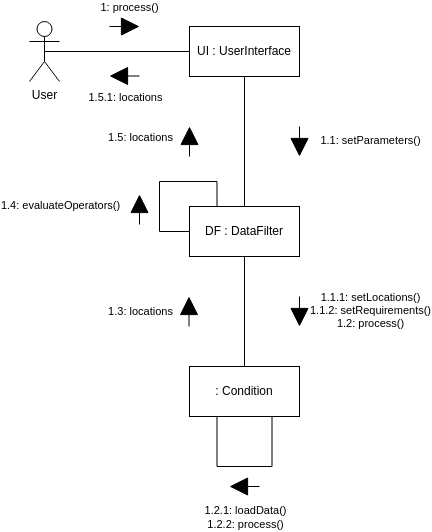 1: process()
UI : UserInterface
User
1.5.1: locations
1.5: locations
1.1: setParameters()
1.4: evaluateOperators()
DF : DataFilter
1.3: locations
1.1.1: setLocations()
1.1.2: setRequirements()
1.2: process()
: Condition
1.2.1: loadData()
1.2.2: process()